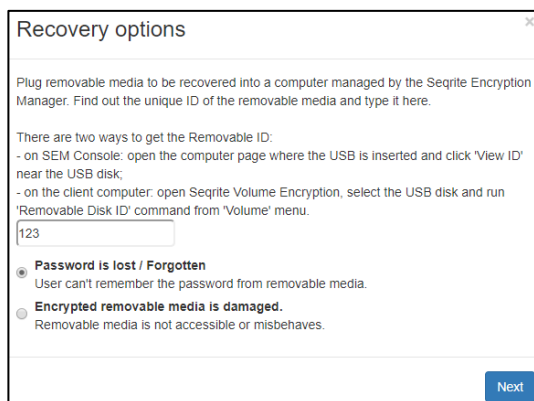 Recovery options
×
Plug removable media to be recovered into a computer managed by the Seqrite Encryption
Manager. Find out the unique ID of the removable media and type it here.
There are two ways to get the Removable ID:
- on SEM Console: open the computer page where the USB is inserted and click 'View ID'
near the USB disk;
- on the client computer: open Seqrite Volume Encryption, select the USB disk and run
'Removable Disk ID' command from 'Volume' menu.
123
Password is lost / Forgotten
User can't remember the password from removable media.
Encrypted removable media is damaged.
Removable media is not accessible or misbehaves.
Next